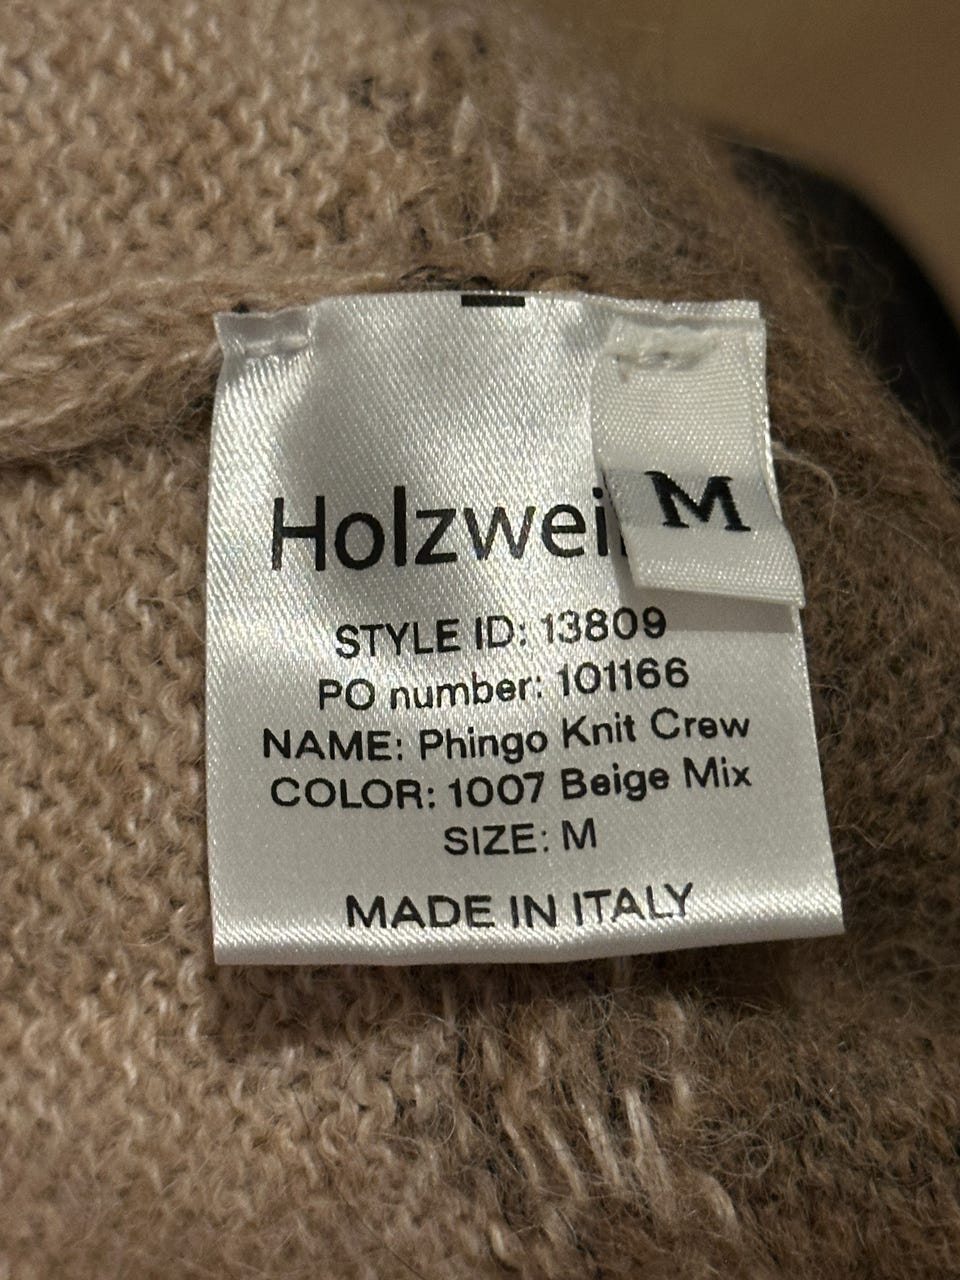 Holzwei
M
STYLE ID: 13809
PO number: 101166
NAME: Phingo Knit Crew
COLOR: 1007 Beige Mix
SIZE: M
MADE IN ITALY